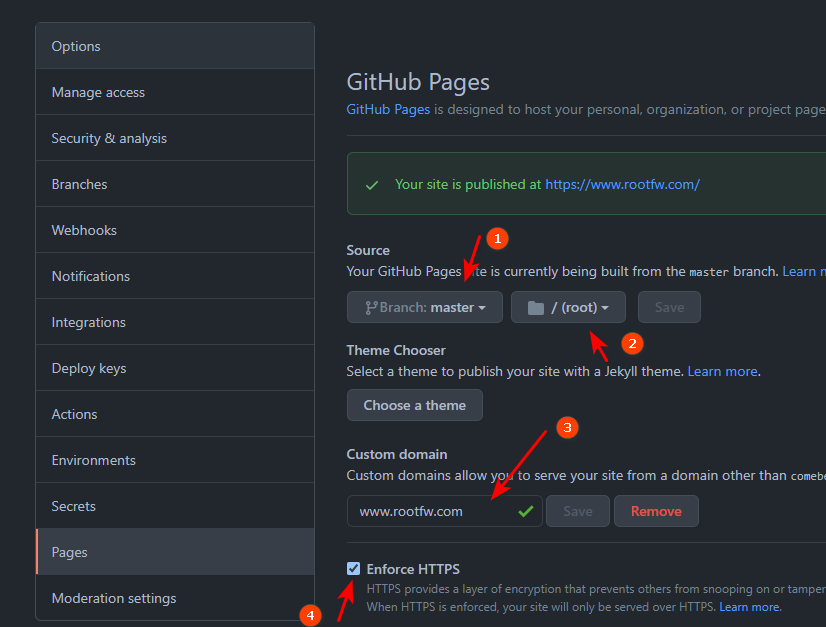 Options
Manage access
Security & analysis
Branches
Webhooks
Notifications
Integrations
Deploy keys
Actions
Environments
Secrets
Pages
Moderation settings
GitHub Pages
GitHub Pages is designed to host your personal, organization, or project page
Your site is published at https://www.rootfw.com/
1
Source
Your GitHub Pages site is currently being built from the master branch. Learn
Branch: master
/ (root)
Save
2
Theme Chooser
Select a theme to publish your site with a Jekyll theme. Learn more.
Choose a theme
3
Custom domain
Custom domains allow you to serve your site from a domain other than comeb
www.rootfw.com
Save
Remove
Enforce HTTPS
HTTPS provides a layer of encryption that prevents others from snooping on or tamper
When HTTPS is enforced, your site will only be served over HTTPS. Learn more.
4